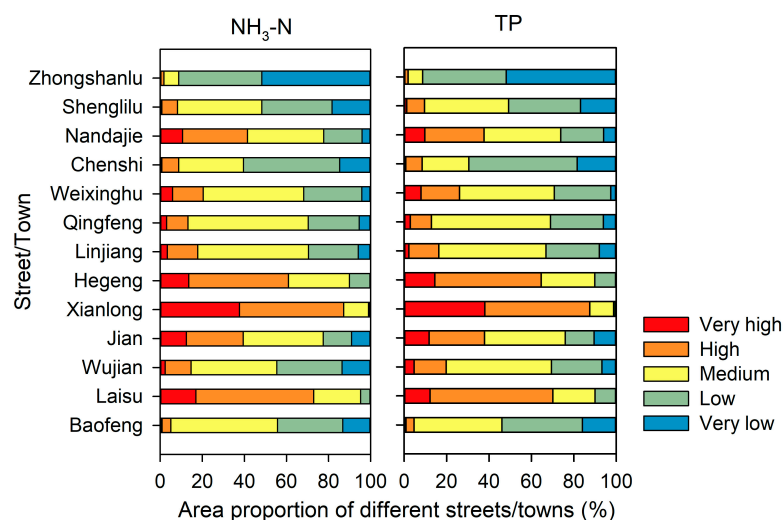 NH₃-N
TP
Street/Town
Zhongshanlu
Shenglilu
Nandajie
Chenshi
Weixinghu
Qingfeng
Linjiang
Hegeng
Xianlong
Jian
Wujian
Laisu
Baofeng
0 20 40 60 80 100
0 20 40 60 80 100
Area proportion of different streets/towns (%)
Very high
High
Medium
Low
Very low